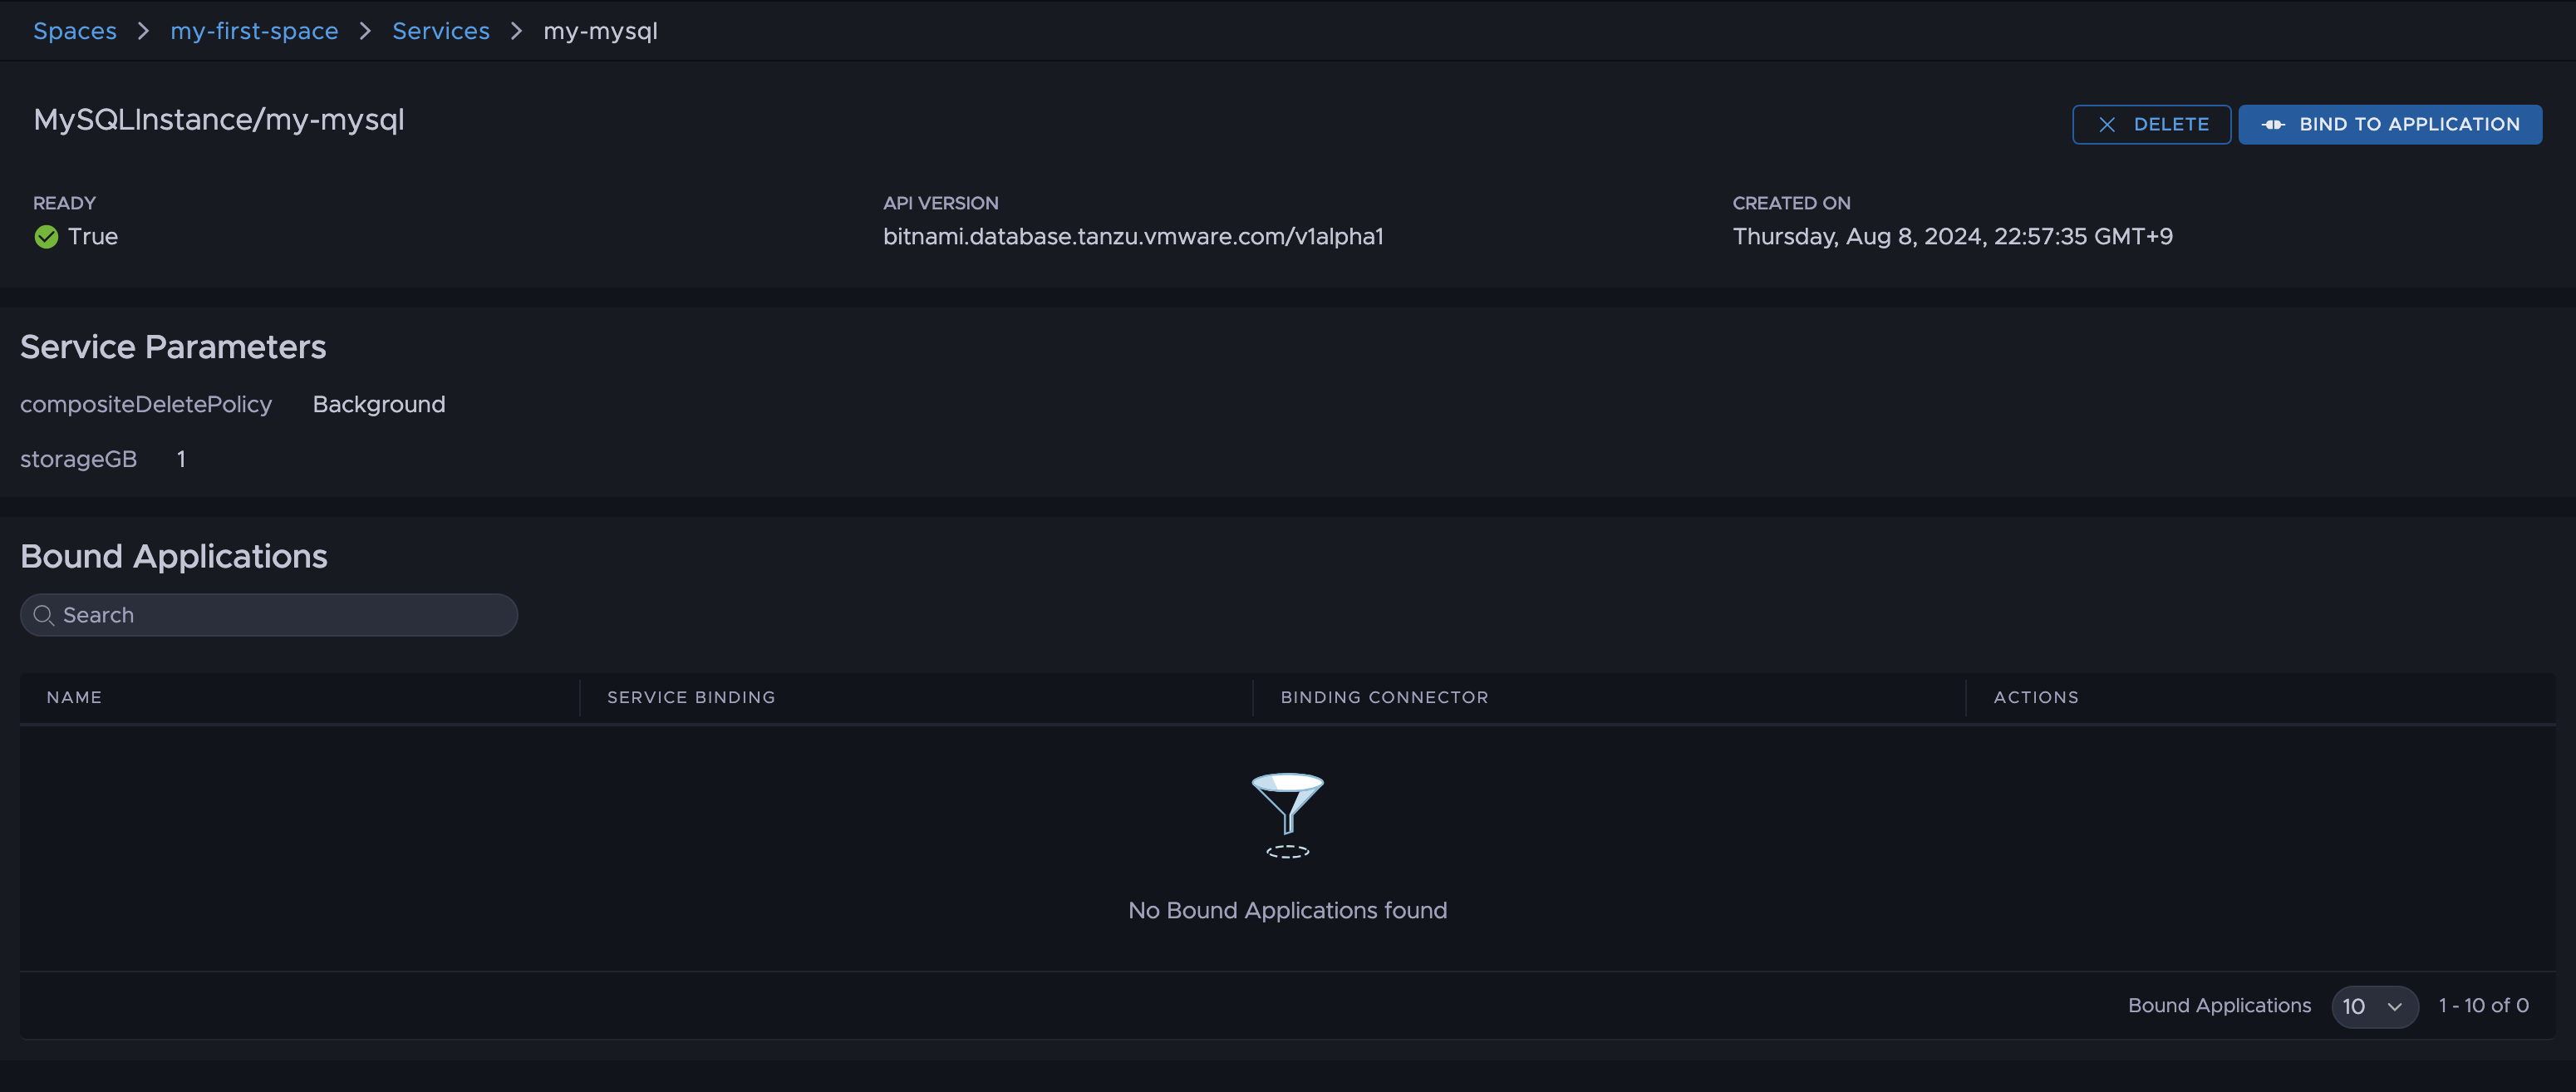 Spaces > my-first-space > Services > my-mysql
MySQLInstance/my-mysql
DELETE
BIND TO APPLICATION
READY
True
API VERSION
bitnami.database.tanzu.vmware.com/v1alpha1
CREATED ON
Thursday, Aug 8, 2024, 22:57:35 GMT+9
Service Parameters
compositeDeletePolicy Background
storageGB 1
Bound Applications
Search
NAME SERVICE BINDING BINDING CONNECTOR ACTIONS
No Bound Applications found
Bound Applications 10 1 - 10 of 0